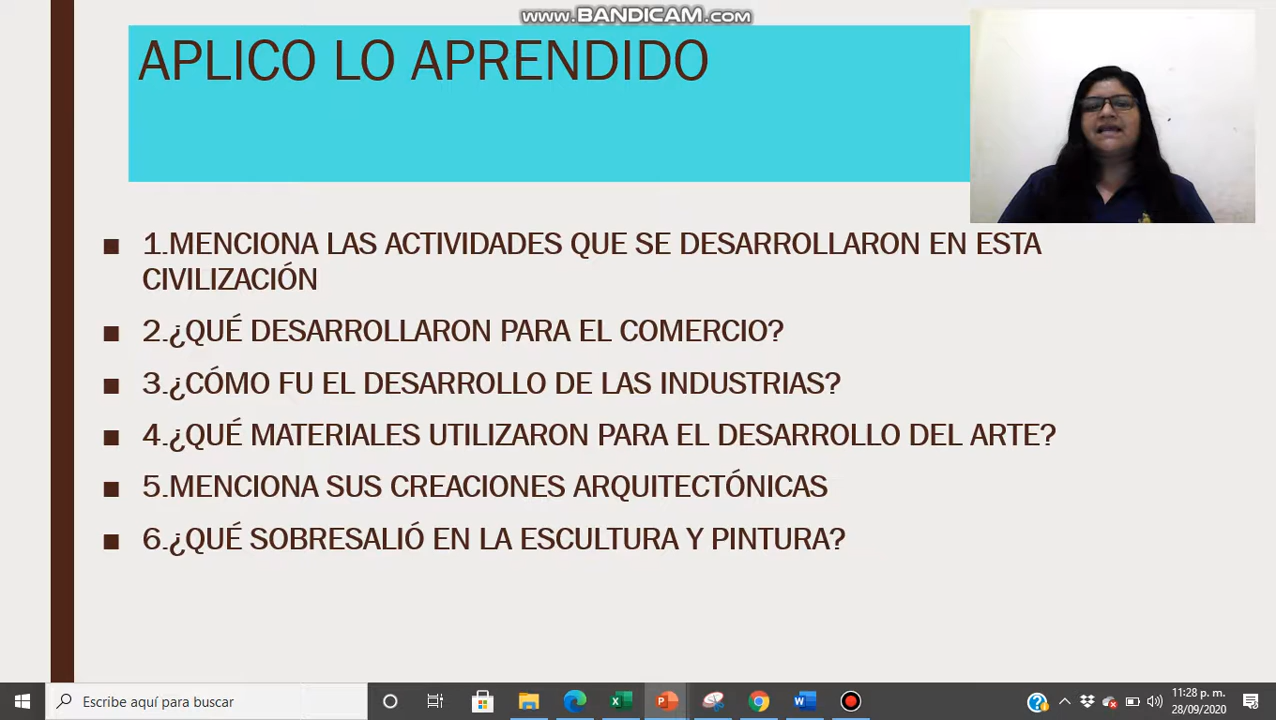 www.BANDICAM.com
APLICO LO APRENDIDO
1.MENCIONA LAS ACTIVIDADES QUE SE DESARROLLARON EN ESTA
CIVILIZACIÓN
2.¿QUÉ DESARROLLARON PARA EL COMERCIO?
3.¿CÓMO FU EL DESARROLLO DE LAS INDUSTRIAS?
4.¿QUÉ MATERIALES UTILIZARON PARA EL DESARROLLO DEL ARTE?
5.MENCIONA SUS CREACIONES ARQUITECTÓNICAS
6.¿QUÉ SOBRESALIÓ EN LA ESCULTURA Y PINTURA?
Escribe aquí para buscar
11:28 p. m.
28/09/2020